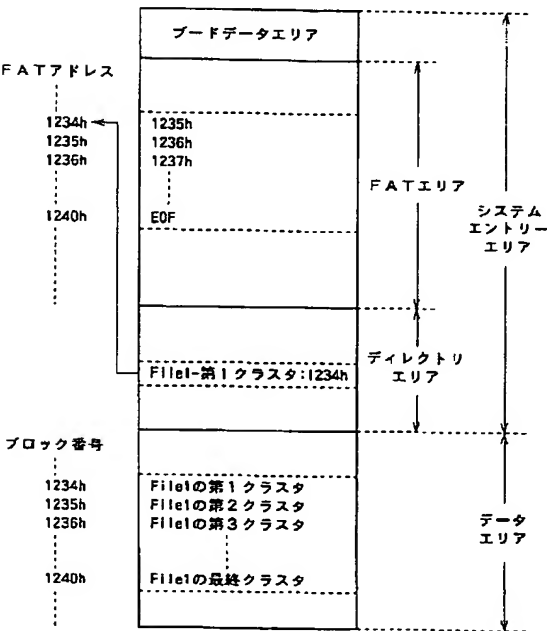 ブードデータエリア
FATアドレス
1234h
1235h
1236h
1240h
1235h
1236h
1237h
EOF
FATエリア
システム
エントリー
エリア
File1-第1クラスタ:1234h
ディレクトリ
エリア
ブロック番号
1234h
1235h
1236h
1240h
File1の第1クラスタ
File1の第2クラスタ
File1の第3クラスタ
File1の最終クラスタ
データ
エリア